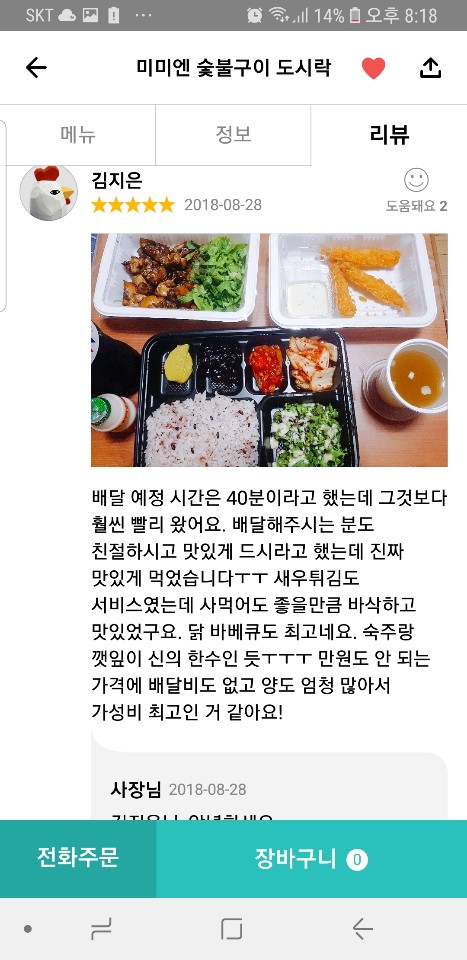 SKT 14% 오후 8:18
미미엔 숯불구이 도시락
메뉴 정보 리뷰
김지은
★★★★★ 2018-08-28
도움돼요 2
배달 예정 시간은 40분이라고 했는데 그것보다
훨씬 빨리 왔어요. 배달해주시는 분도
친절하시고 맛있게 드시라고 했는데 진짜
맛있게 먹었습니다ㅜㅜ 새우튀김도
서비스였는데 사먹어도 좋을만큼 바삭하고
맛있었구요. 닭 바베큐도 최고네요. 숙주랑
깻잎이 신의 한수인 듯ㅜㅜㅜ 만원도 안 되는
가격에 배달비도 없고 양도 엄청 많아서
가성비 최고인 거 같아요!
사장님 2018-08-28
전화주문 장바구니 0